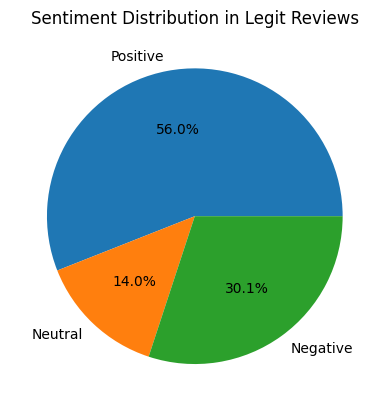 Sentiment Distribution in Legit Reviews
Positive
56.0%
14.0%
30.1%
Neutral
Negative